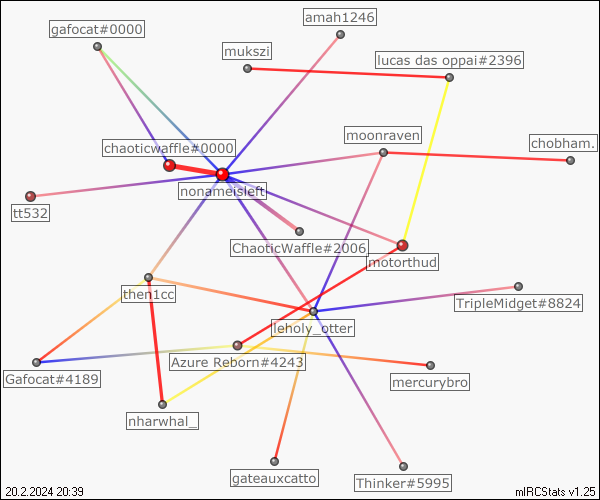 amah1246
gafocat#0000
mukszi
lucas das oppai#2396
moonraven
chobham.
chaoticwaffle#0000
nonameisleft
tt532
ChaoticWaffle#2006
motorthud
then1cc
TripleMidget#8824
leholy_otter
Azure Reborn#4243
Gafocat#4189
mercurybro
nharwhal_
gateauxcatto
Thinker#5995
20.2.2024 20:39
mIRCStats v1.25